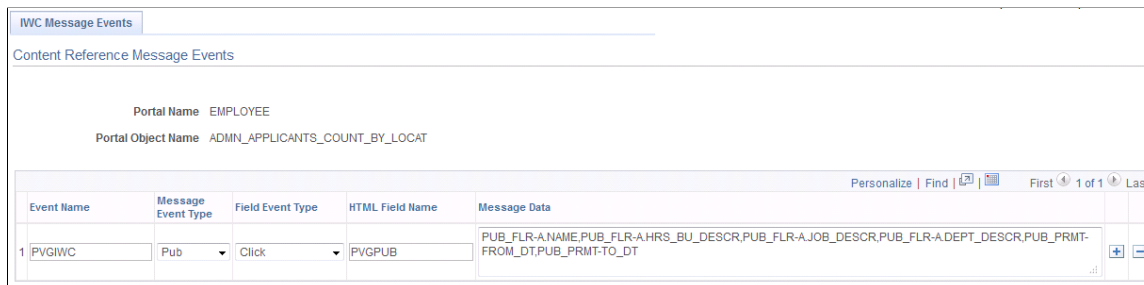 IWC Message Events
Content Reference Message Events
Portal Name EMPLOYEE
Portal Object Name ADMN_APPLICANTS_COUNT_BY_LOCAT
Personalize | Find | | First 1 of 1 Las
Event Name Message Event Type Field Event Type HTML Field Name Message Data
1 PVGIWC Pub Click PVGPUB PUB_FLR-A.NAME,PUB_FLR-A.HRS_BU_DESCR,PUB_FLR-A.JOB_DESCR,PUB_FLR-A.DEPT_DESCR,PUB_PRMT-
FROM_DT,PUB_PRMT-TO_DT